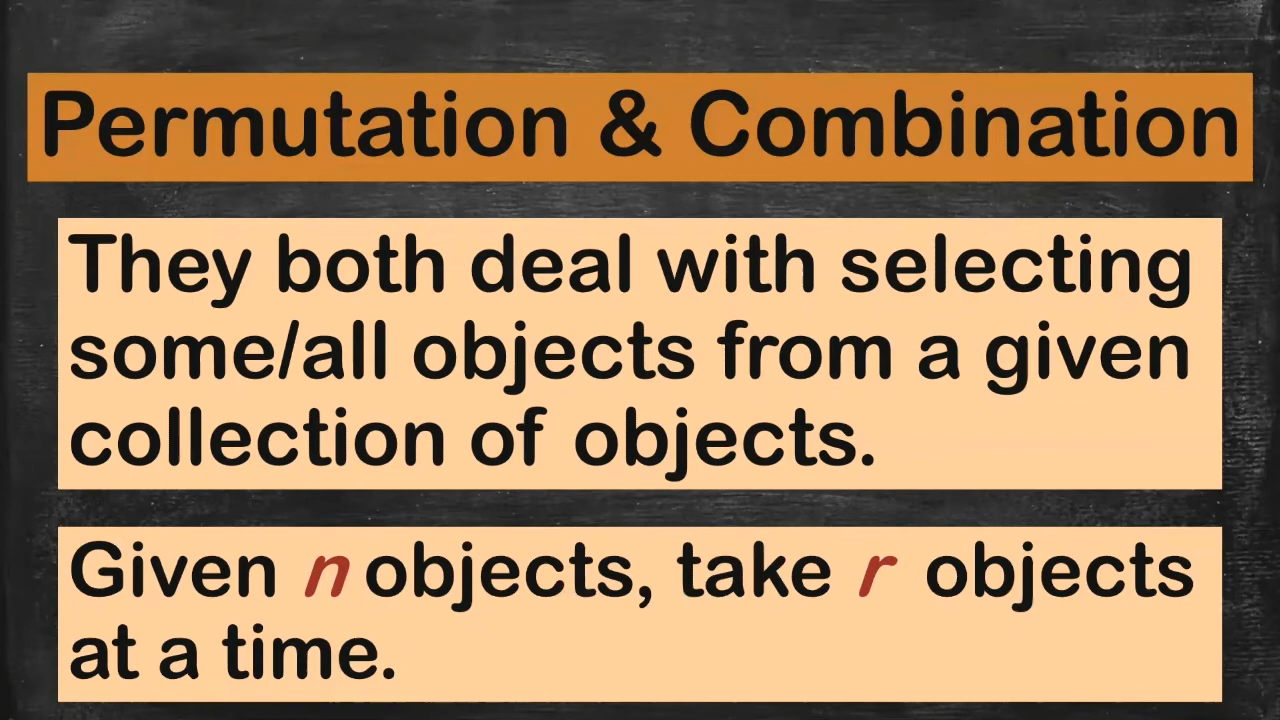 Permutation & Combination
They both deal with selecting
some/all objects from a given
collection of objects.
Given n objects, take r objects
at a time.